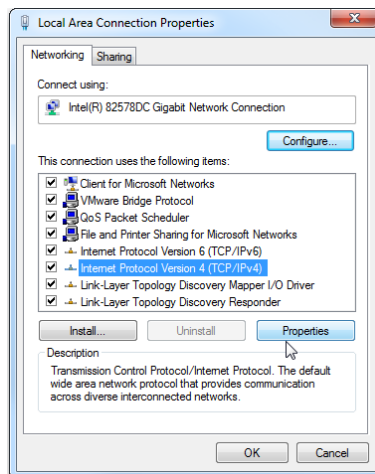 Local Area Connection Properties
Networking
Sharing
Connect using:
Intel(R) 82578DC Gigabit Network Connection
Configure...
This connection uses the following items:
Client for Microsoft Networks
VMware Bridge Protocol
QoS Packet Scheduler
File and Printer Sharing for Microsoft Networks
Internet Protocol Version 6 (TCP/IPv6)
Internet Protocol Version 4 (TCP/IPv4)
Link-Layer Topology Discovery Mapper I/O Driver
Link-Layer Topology Discovery Responder
Install...
Uninstall
Properties
Description
Transmission Control Protocol/Internet Protocol. The default
wide area network protocol that provides communication
across diverse interconnected networks.
OK
Cancel